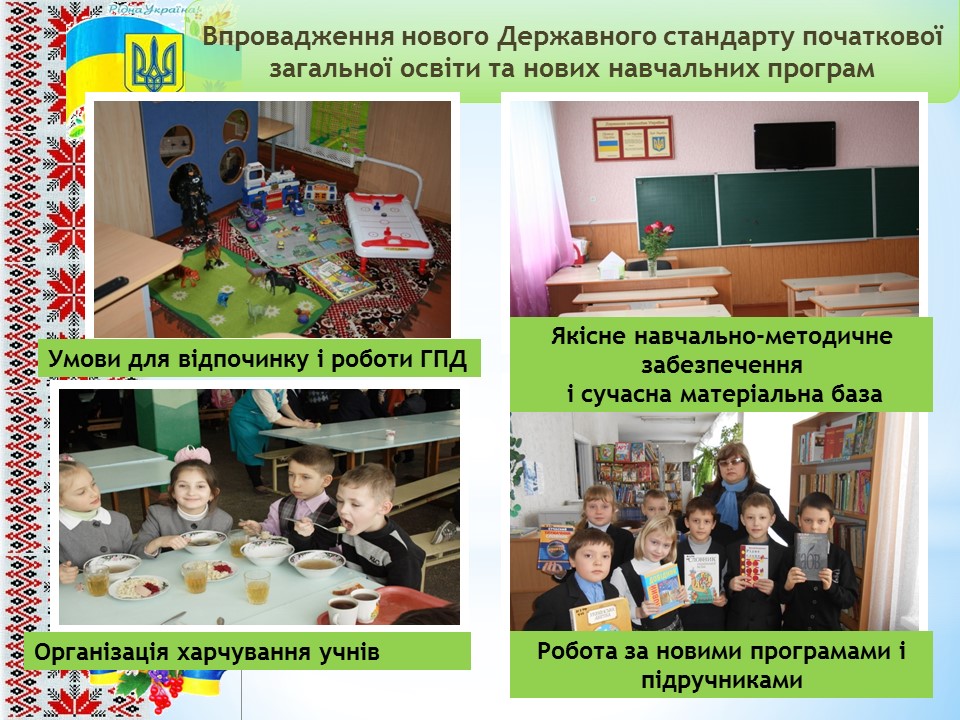 Рідна Україна
Впровадження нового Державного стандарту початкової
загальної освіти та нових навчальних програм
Умови для відпочинку і роботи ГПД
Якісне навчально-методичне
забезпечення
і сучасна матеріальна база
Організація харчування учнів
Робота за новими програмами і
підручниками